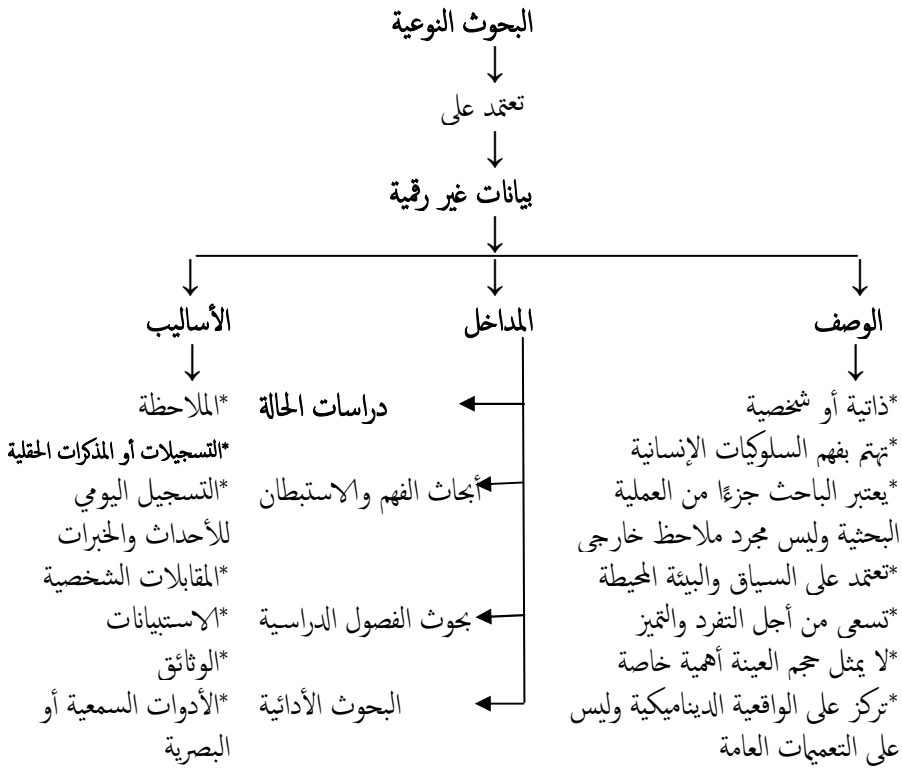 البحوث النوعية
تعتمد على
بيانات غير رقمية
الوصف
*ذاتية أو شخصية
*تهتم بفهم السلوكيات الإنسانية
*يعتبر الباحث جزءًا من العملية
البحثية وليس مجرد ملاحظ خارجي
*تعتمد على السياق والبيئة المحيطة
*تسعى من أجل التفرد والتميز
*لا يمثل حجم العينة أهمية خاصة
*تركز على الواقعية الديناميكية وليس
على التعميمات العامة
المداخل
دراسات الحالة
أبحاث الفهم والاستبطان
بحوث الفصول الدراسية
البحوث الأدائية
الأساليب
*الملاحظة
*التسجيلات أو المذكرات الحقلية
*التسجيل اليومي
للأحداث والخبرات
*المقابلات الشخصية
*الاستبيانات
*الوثائق
*الأدوات السمعية أو
البصرية